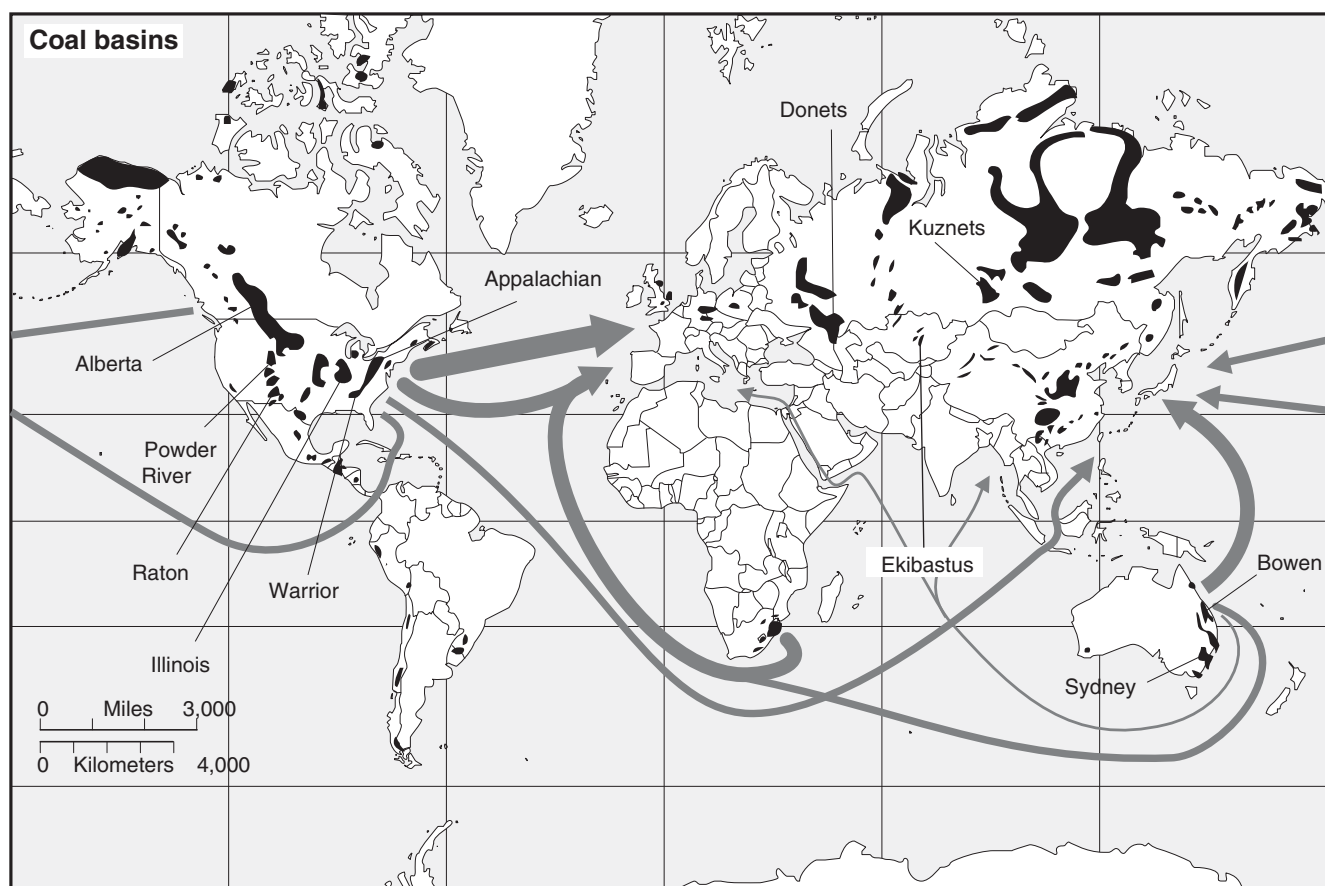 Coal basins
Donets
Kuznets
Appalachian
Alberta
Powder
River
Raton
Warrior
Ekibastus
Bowen
Illinois
Sydney
0 Miles 3,000
0 Kilometers 4,000